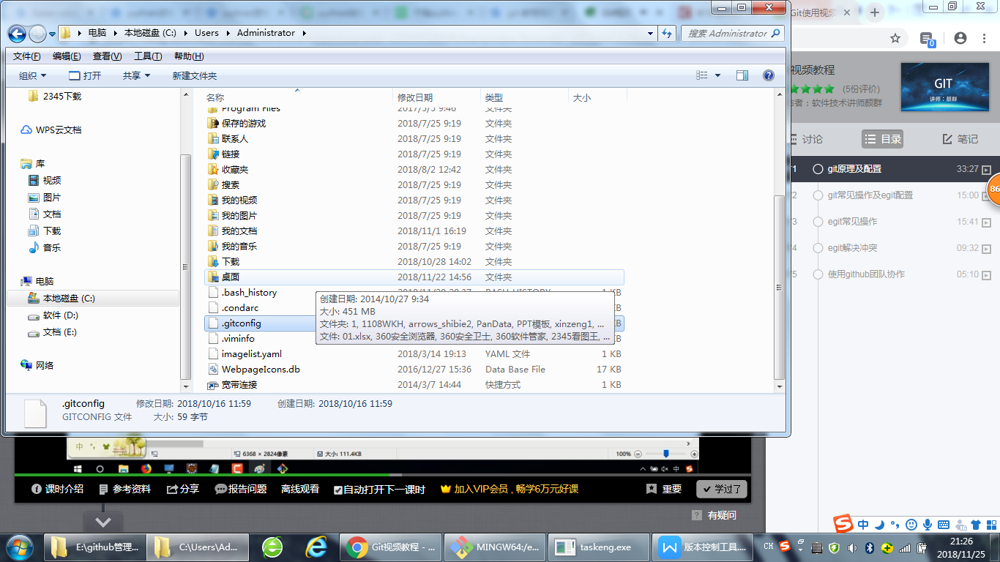 Git使用视频
电脑 本地磁盘 (C:) Users Administrator
搜索 Administrator
文件(F) 编辑(E) 查看(V) 工具(T) 帮助(H)
组织 打开 共享 新建文件夹
2345下载
WPS云文档
库
视频
图片
文档
下载
音乐
电脑
本地磁盘 (C:)
软件 (D:)
文档 (E:)
网络
名称 修改日期 类型 大小
Program Files 2017/5/5 9:46 文件夹
保存的游戏 2018/7/25 9:19 文件夹
联系人 2018/7/25 9:19 文件夹
链接 2018/7/25 9:19 文件夹
收藏夹 2018/8/2 12:42 文件夹
搜索 2018/7/25 9:19 文件夹
我的视频 2018/7/25 9:19 文件夹
我的图片 2018/7/25 9:19 文件夹
我的文档 2018/11/1 16:19 文件夹
我的音乐 2018/7/25 9:19 文件夹
下载 2018/10/28 14:02 文件夹
桌面 2018/11/22 14:56 文件夹
.bash_history KB
.condarc KB
.gitconfig KB
.viminfo KB
imagelist.yaml 2018/3/14 19:13 YAML 文件 1 KB
WebpageIcons.db 2016/12/27 15:36 Data Base File 17 KB
宽带连接 2014/3/7 14:44 快捷方式 1 KB
创建日期: 2014/10/27 9:34
大小: 451 MB
文件夹: 1, 1108WKH, arrows_shibie2, PanData, PPT模板, xinzeng1, ...
文件: 01.xlsx, 360安全浏览器, 360安全卫士, 360软件管家, 2345看图王, ...
.gitconfig 修改日期: 2018/10/16 11:59 创建日期: 2018/10/16 11:59
GITCONFIG 文件 大小: 59 字节
0
视频教程
(5份评价)
者：软件技术讲师颜群
GIT
讲师：颜群
讨论 目录 笔记
1 git原理及配置 33:27
2 git常见操作及egit配置 15:00
3 egit常见操作 15:41
4 egit解决冲突 09:32
5 使用github团队协作 05:10
86
中
6368 × 2824像素 大小: 111.4KB 100%
中
课时介绍 参考资料 分享 报告问题 离线观看 自动打开下一课时 加入VIP会员 , 畅学6万元好课 重要 学过了
? 有疑问
中
E:\github管理... C:\Users\Ad... Git视频教程 - ... MINGW64:/e... taskeng.exe 版本控制工具....
CH 21:26
2018/11/25